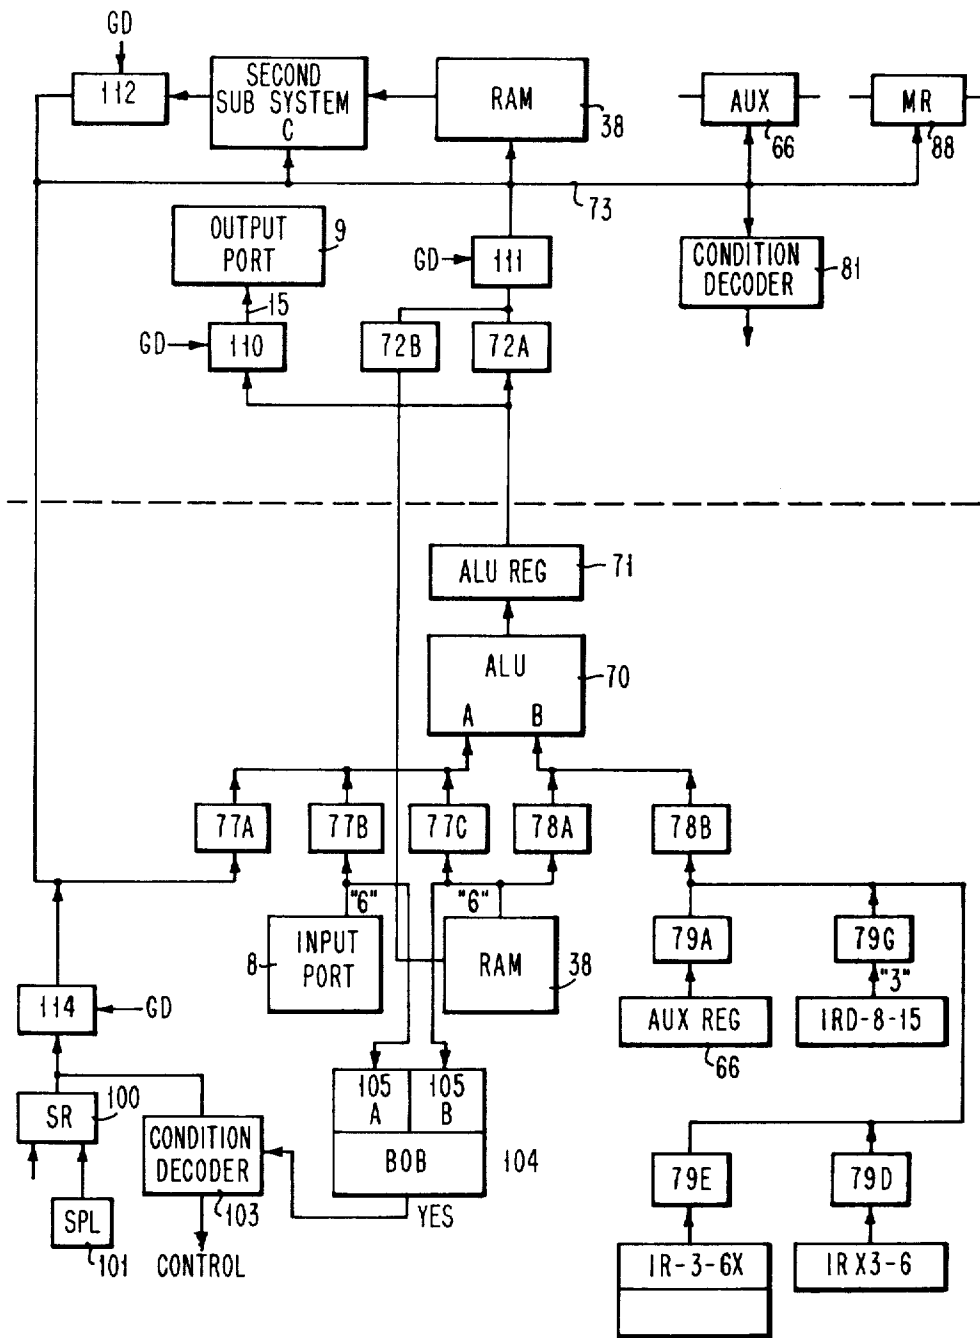 GD
112
SECOND
SUB SYSTEM
C
RAM
38
AUX
66
MR
88
73
OUTPUT
PORT
9
GD
111
CONDITION
DECODER
81
15
GD
110
72B
72A
ALU REG
71
ALU
70
A B
77A
77B
77C
78A
78B
"6"
"6"
INPUT
PORT
8
RAM
38
79A
79G
"3"
114
GD
AUX REG
66
IRD-8-15
100
SR
105
A
105
B
CONDITION
DECODER
103
BOB
104
79E
79D
SPL
101
YES
CONTROL
IR-3-6X
IR X3-6